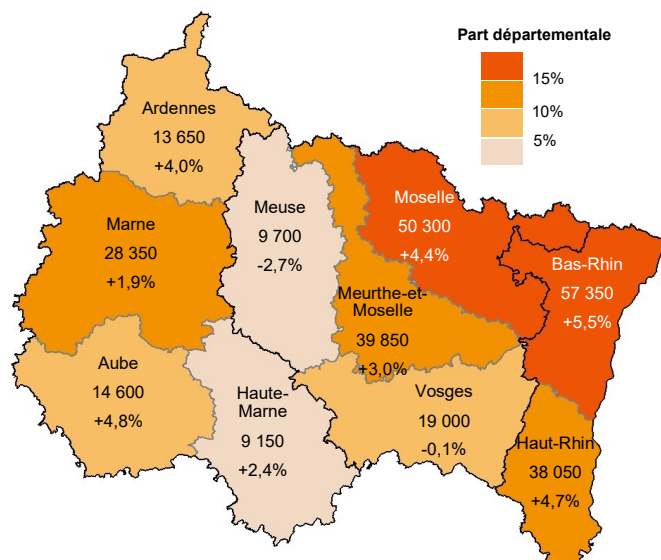 Part départementale
15%
10%
5%
Ardennes
13 650
+4,0%
Marne
28 350
+1,9%
Meuse
9 700
-2,7%
Moselle
50 300
+4,4%
Bas-Rhin
57 350
+5,5%
Meurthe-et-
Moselle
39 850
+3,0%
Aube
14 600
+4,8%
Haute-
Marne
9 150
+2,4%
Vosges
19 000
-0,1%
Haut-Rhin
38 050
+4,7%